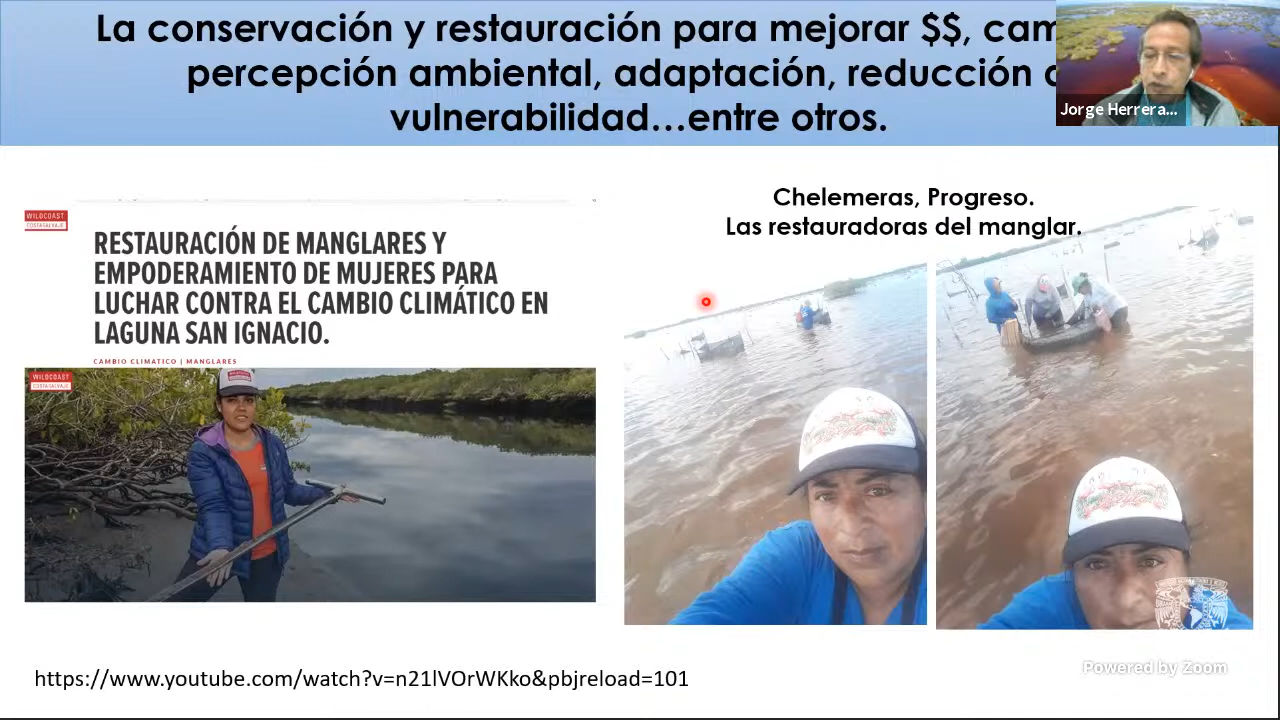 La conservación y restauración para mejorar $$, cam
percepción ambiental, adaptación, reducción
vulnerabilidad...entre otros.
Jorge Herrera...
Chelemeras, Progreso.
Las restauradoras del manglar.
WILDCOAST
COSTASALVAJE
RESTAURACIÓN DE MANGLARES Y
EMPODERAMIENTO DE MUJERES PARA
LUCHAR CONTRA EL CAMBIO CLIMÁTICO EN
LAGUNA SAN IGNACIO.
CAMBIO CLIMATICO | MANGLARES
WILDCOAST
COSTASALVAJE
https://www.youtube.com/watch?v=n21lVOrWKko&pbjreload=101
Powered by Zoom